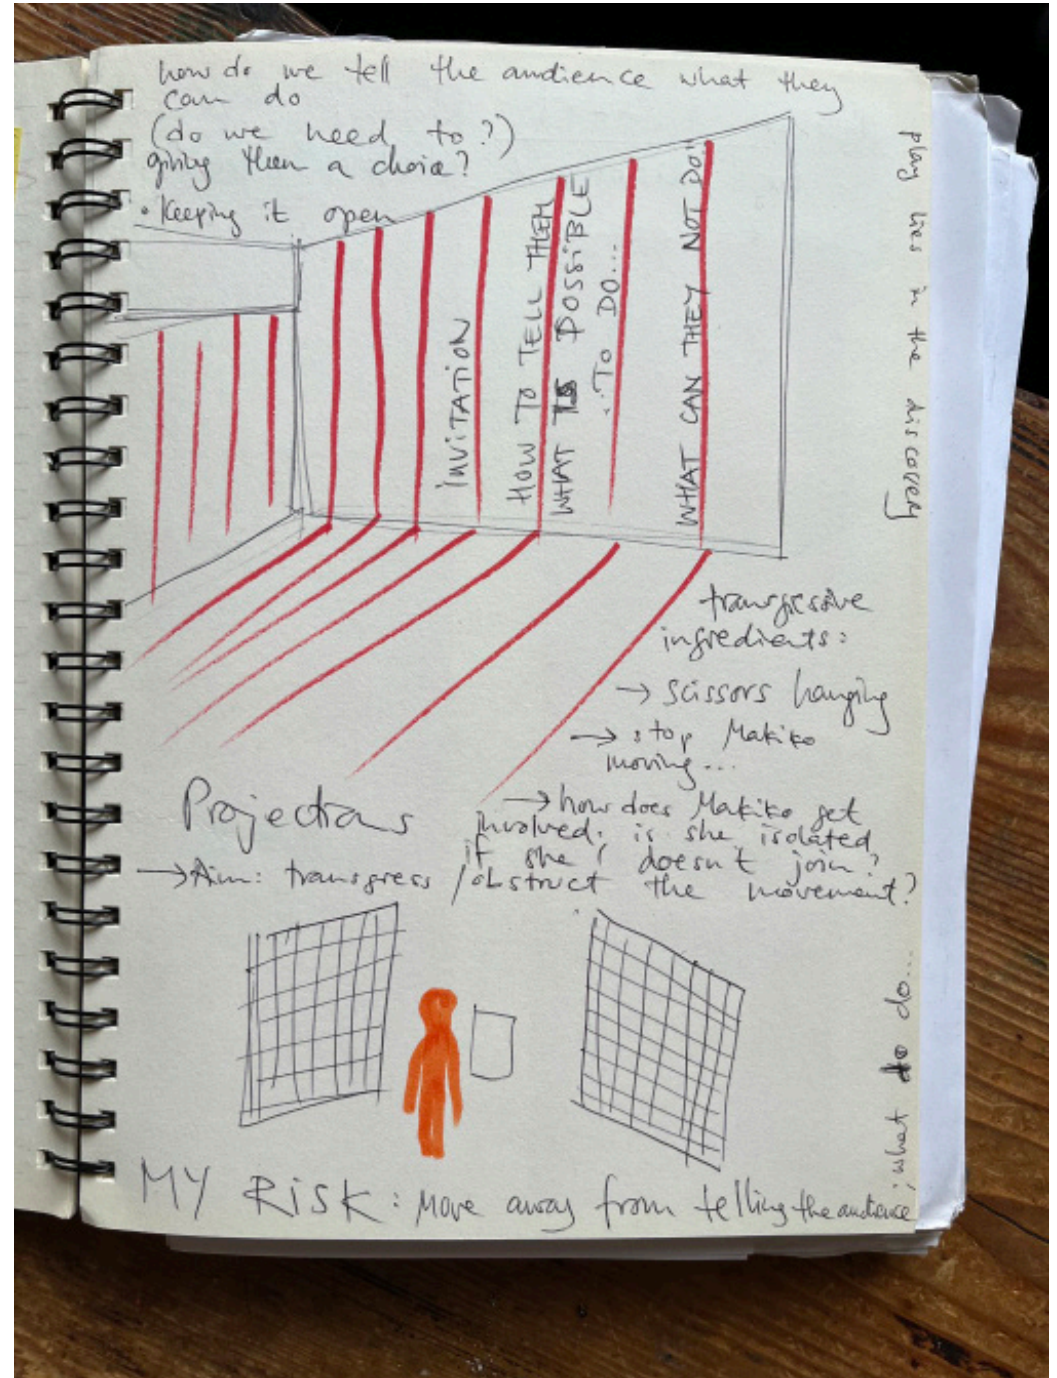 how do we tell the audience what they
can do
(do we need to?)
giving them a choice?
• Keeping it open
INVITATION
HOW TO TELL THEM
WHAT IS POSSIBLE
..TO DO...
WHAT CAN THEY NOT DO?
play lies in the discovery
transgressive
ingredients:
→ scissors hanging
→ stop Makiko
moving...
→ how does Makiko get
involved, is she isolated
if she doesn't join?
Projections
→ Aim: transgress / obstruct the movement?
MY RISK: Move away from telling the audience
; what to do...